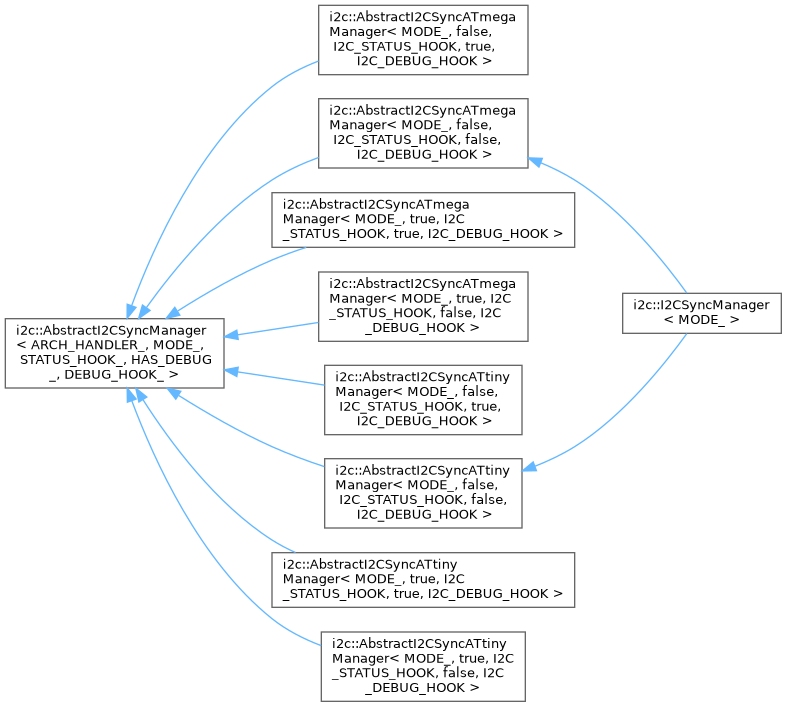 i2c::AbstractI2CSyncATmega
Manager< MODE_, false,
I2C_STATUS_HOOK, true,
I2C_DEBUG_HOOK >
i2c::AbstractI2CSyncATmega
Manager< MODE_, false,
I2C_STATUS_HOOK, false,
I2C_DEBUG_HOOK >
i2c::AbstractI2CSyncATmega
Manager< MODE_, true, I2C
_STATUS_HOOK, true, I2C_DEBUG_HOOK >
i2c::AbstractI2CSyncATmega
Manager< MODE_, true, I2C
_STATUS_HOOK, false, I2C
_DEBUG_HOOK >
i2c::I2CSyncManager
< MODE_ >
i2c::AbstractI2CSyncManager
< ARCH_HANDLER_, MODE_,
STATUS_HOOK_, HAS_DEBUG
_, DEBUG_HOOK_ >
i2c::AbstractI2CSyncATtiny
Manager< MODE_, false,
I2C_STATUS_HOOK, true,
I2C_DEBUG_HOOK >
i2c::AbstractI2CSyncATtiny
Manager< MODE_, false,
I2C_STATUS_HOOK, false,
I2C_DEBUG_HOOK >
i2c::AbstractI2CSyncATtiny
Manager< MODE_, true, I2C
_STATUS_HOOK, true, I2C_DEBUG_HOOK >
i2c::AbstractI2CSyncATtiny
Manager< MODE_, true, I2C
_STATUS_HOOK, false, I2C
_DEBUG_HOOK >